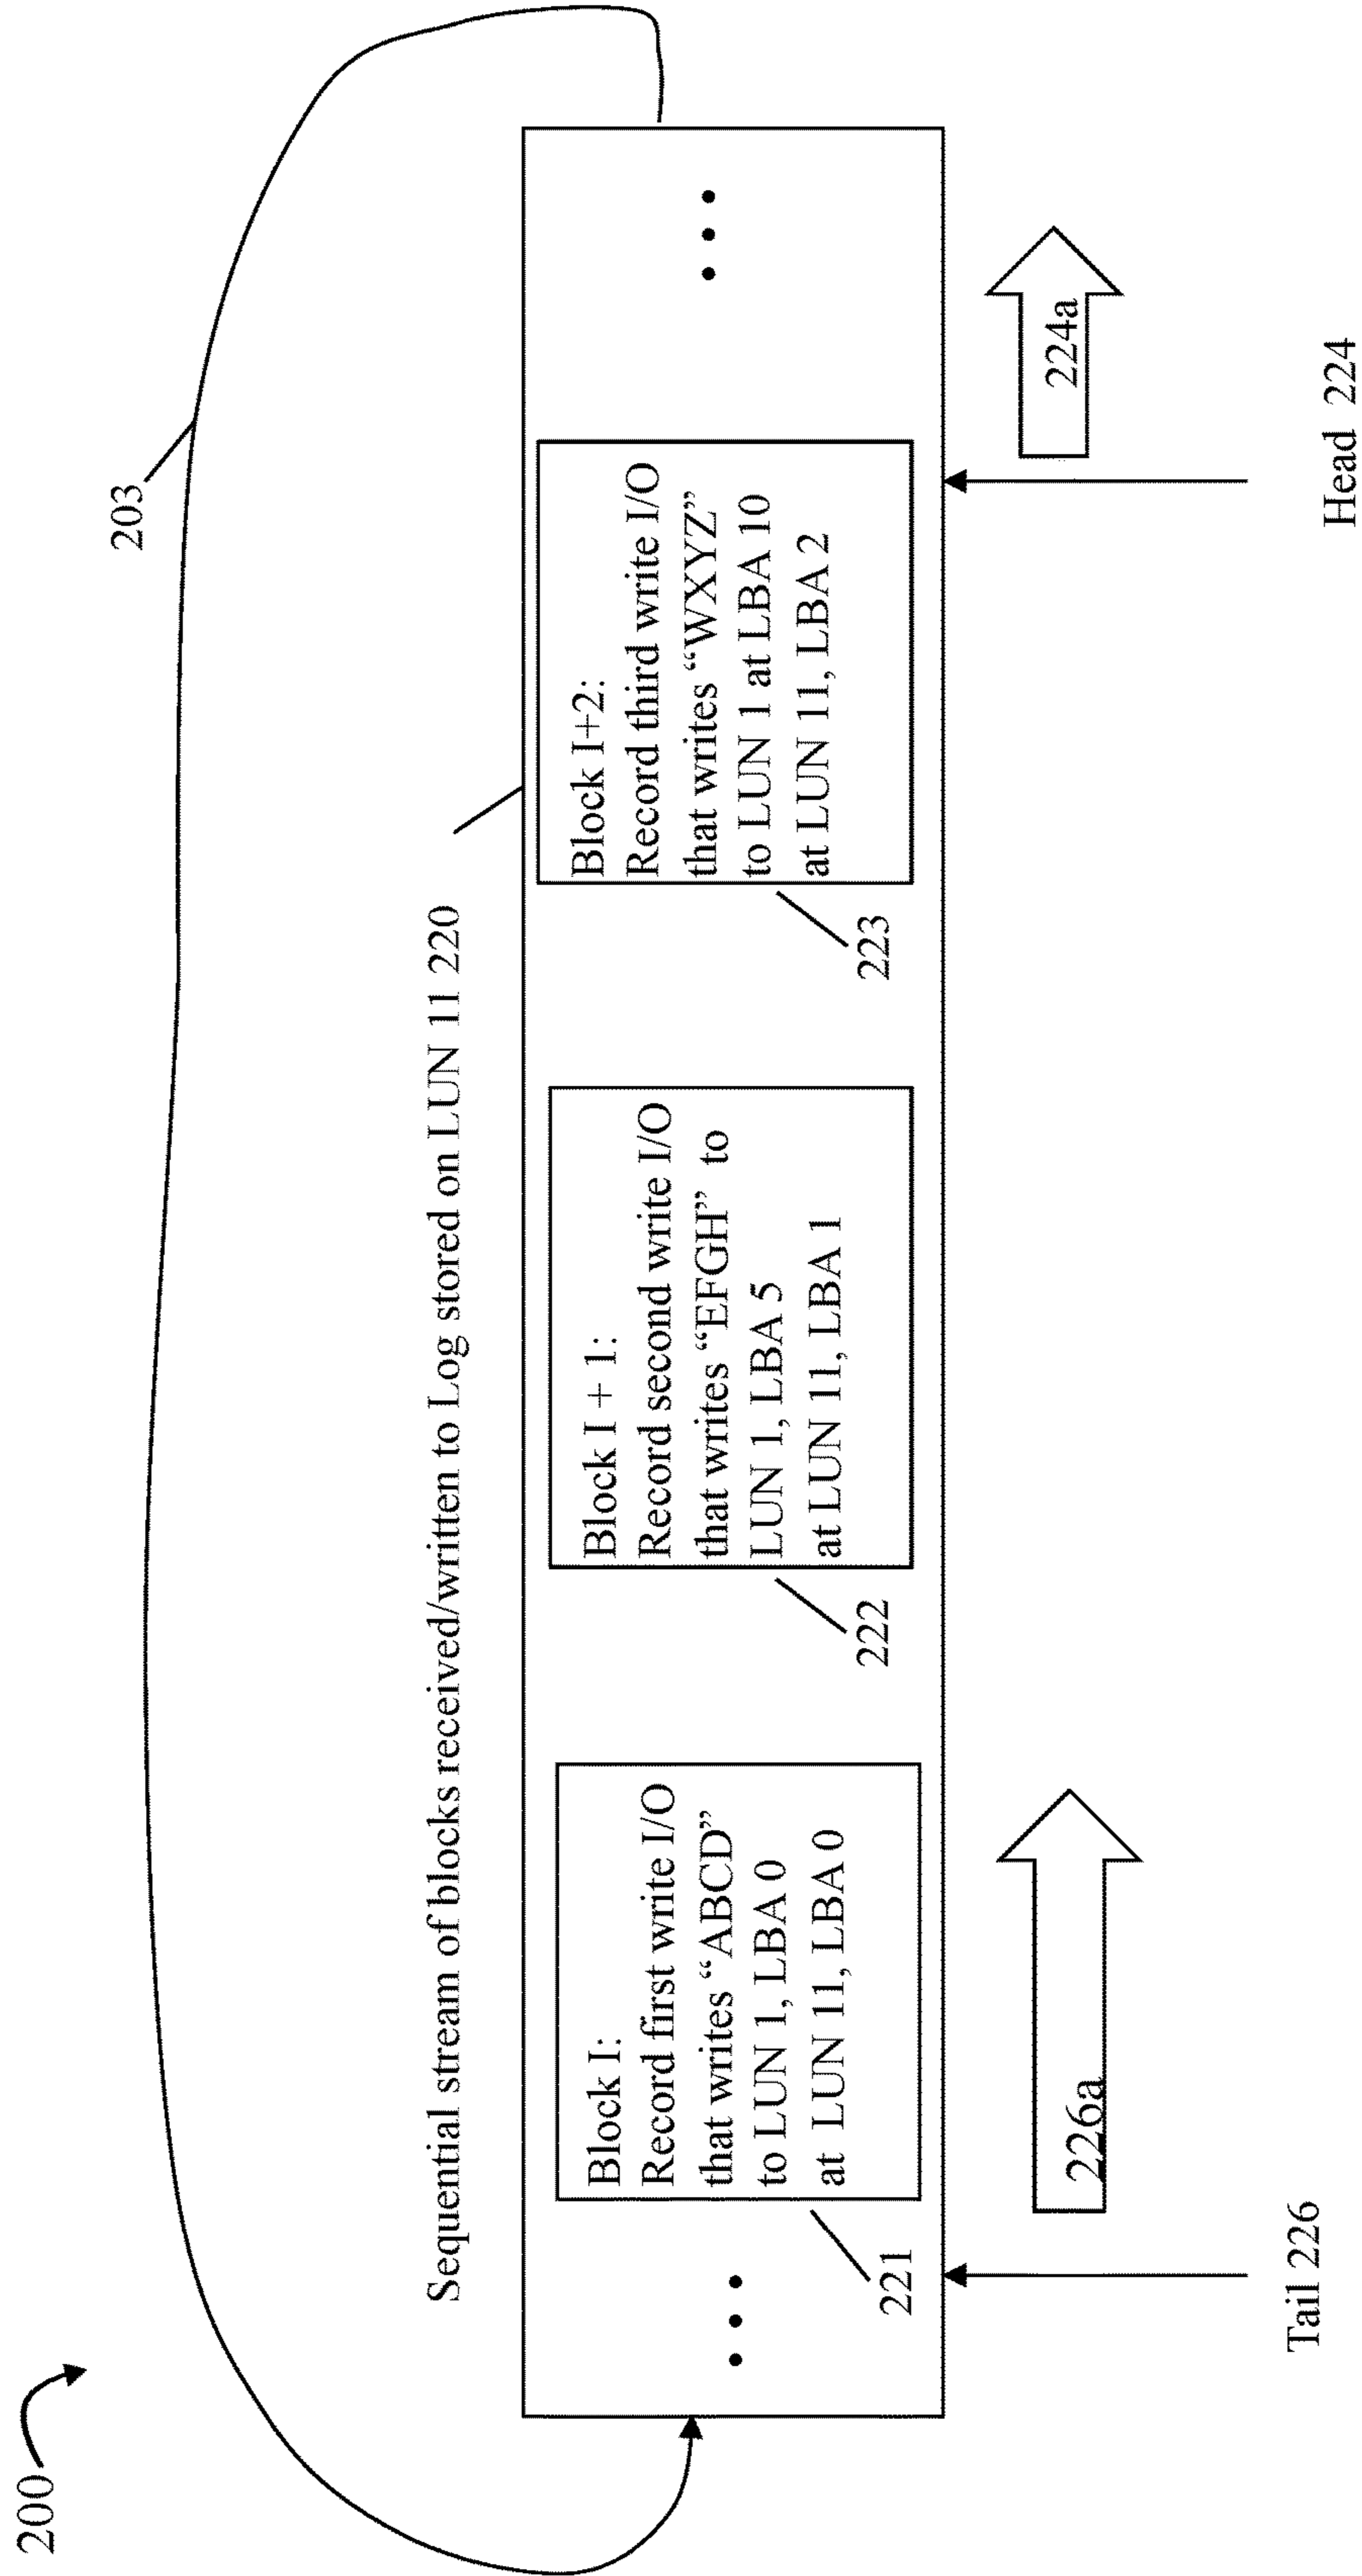 200
203
Sequential stream of blocks received/written to Log stored on LUN 11 220
Block I:
Record first write I/O
that writes “ABCD”
to LUN 1, LBA 0
at LUN 11, LBA 0
Block I + 1:
Record second write I/O
that writes “EFGH” to
LUN 1, LBA 5
at LUN 11, LBA 1
Block I+2:
Record third write I/O
that writes “WXYZ”
to LUN 1 at LBA 10
at LUN 11, LBA 2
221
222
223
226a
224a
Tail 226
Head 224